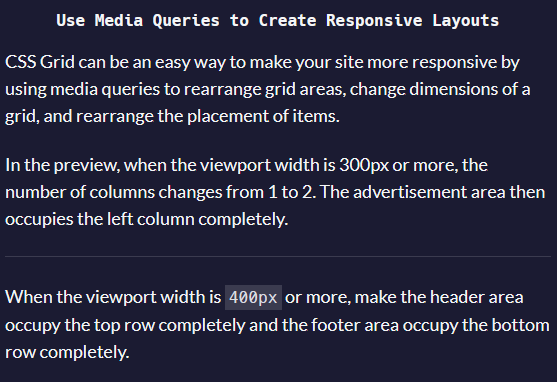 Use Media Queries to Create Responsive Layouts
CSS Grid can be an easy way to make your site more responsive by
using media queries to rearrange grid areas, change dimensions of a
grid, and rearrange the placement of items.
In the preview, when the viewport width is 300px or more, the
number of columns changes from 1 to 2. The advertisement area then
occupies the left column completely.
When the viewport width is 400px or more, make the header area
occupy the top row completely and the footer area occupy the bottom
row completely.